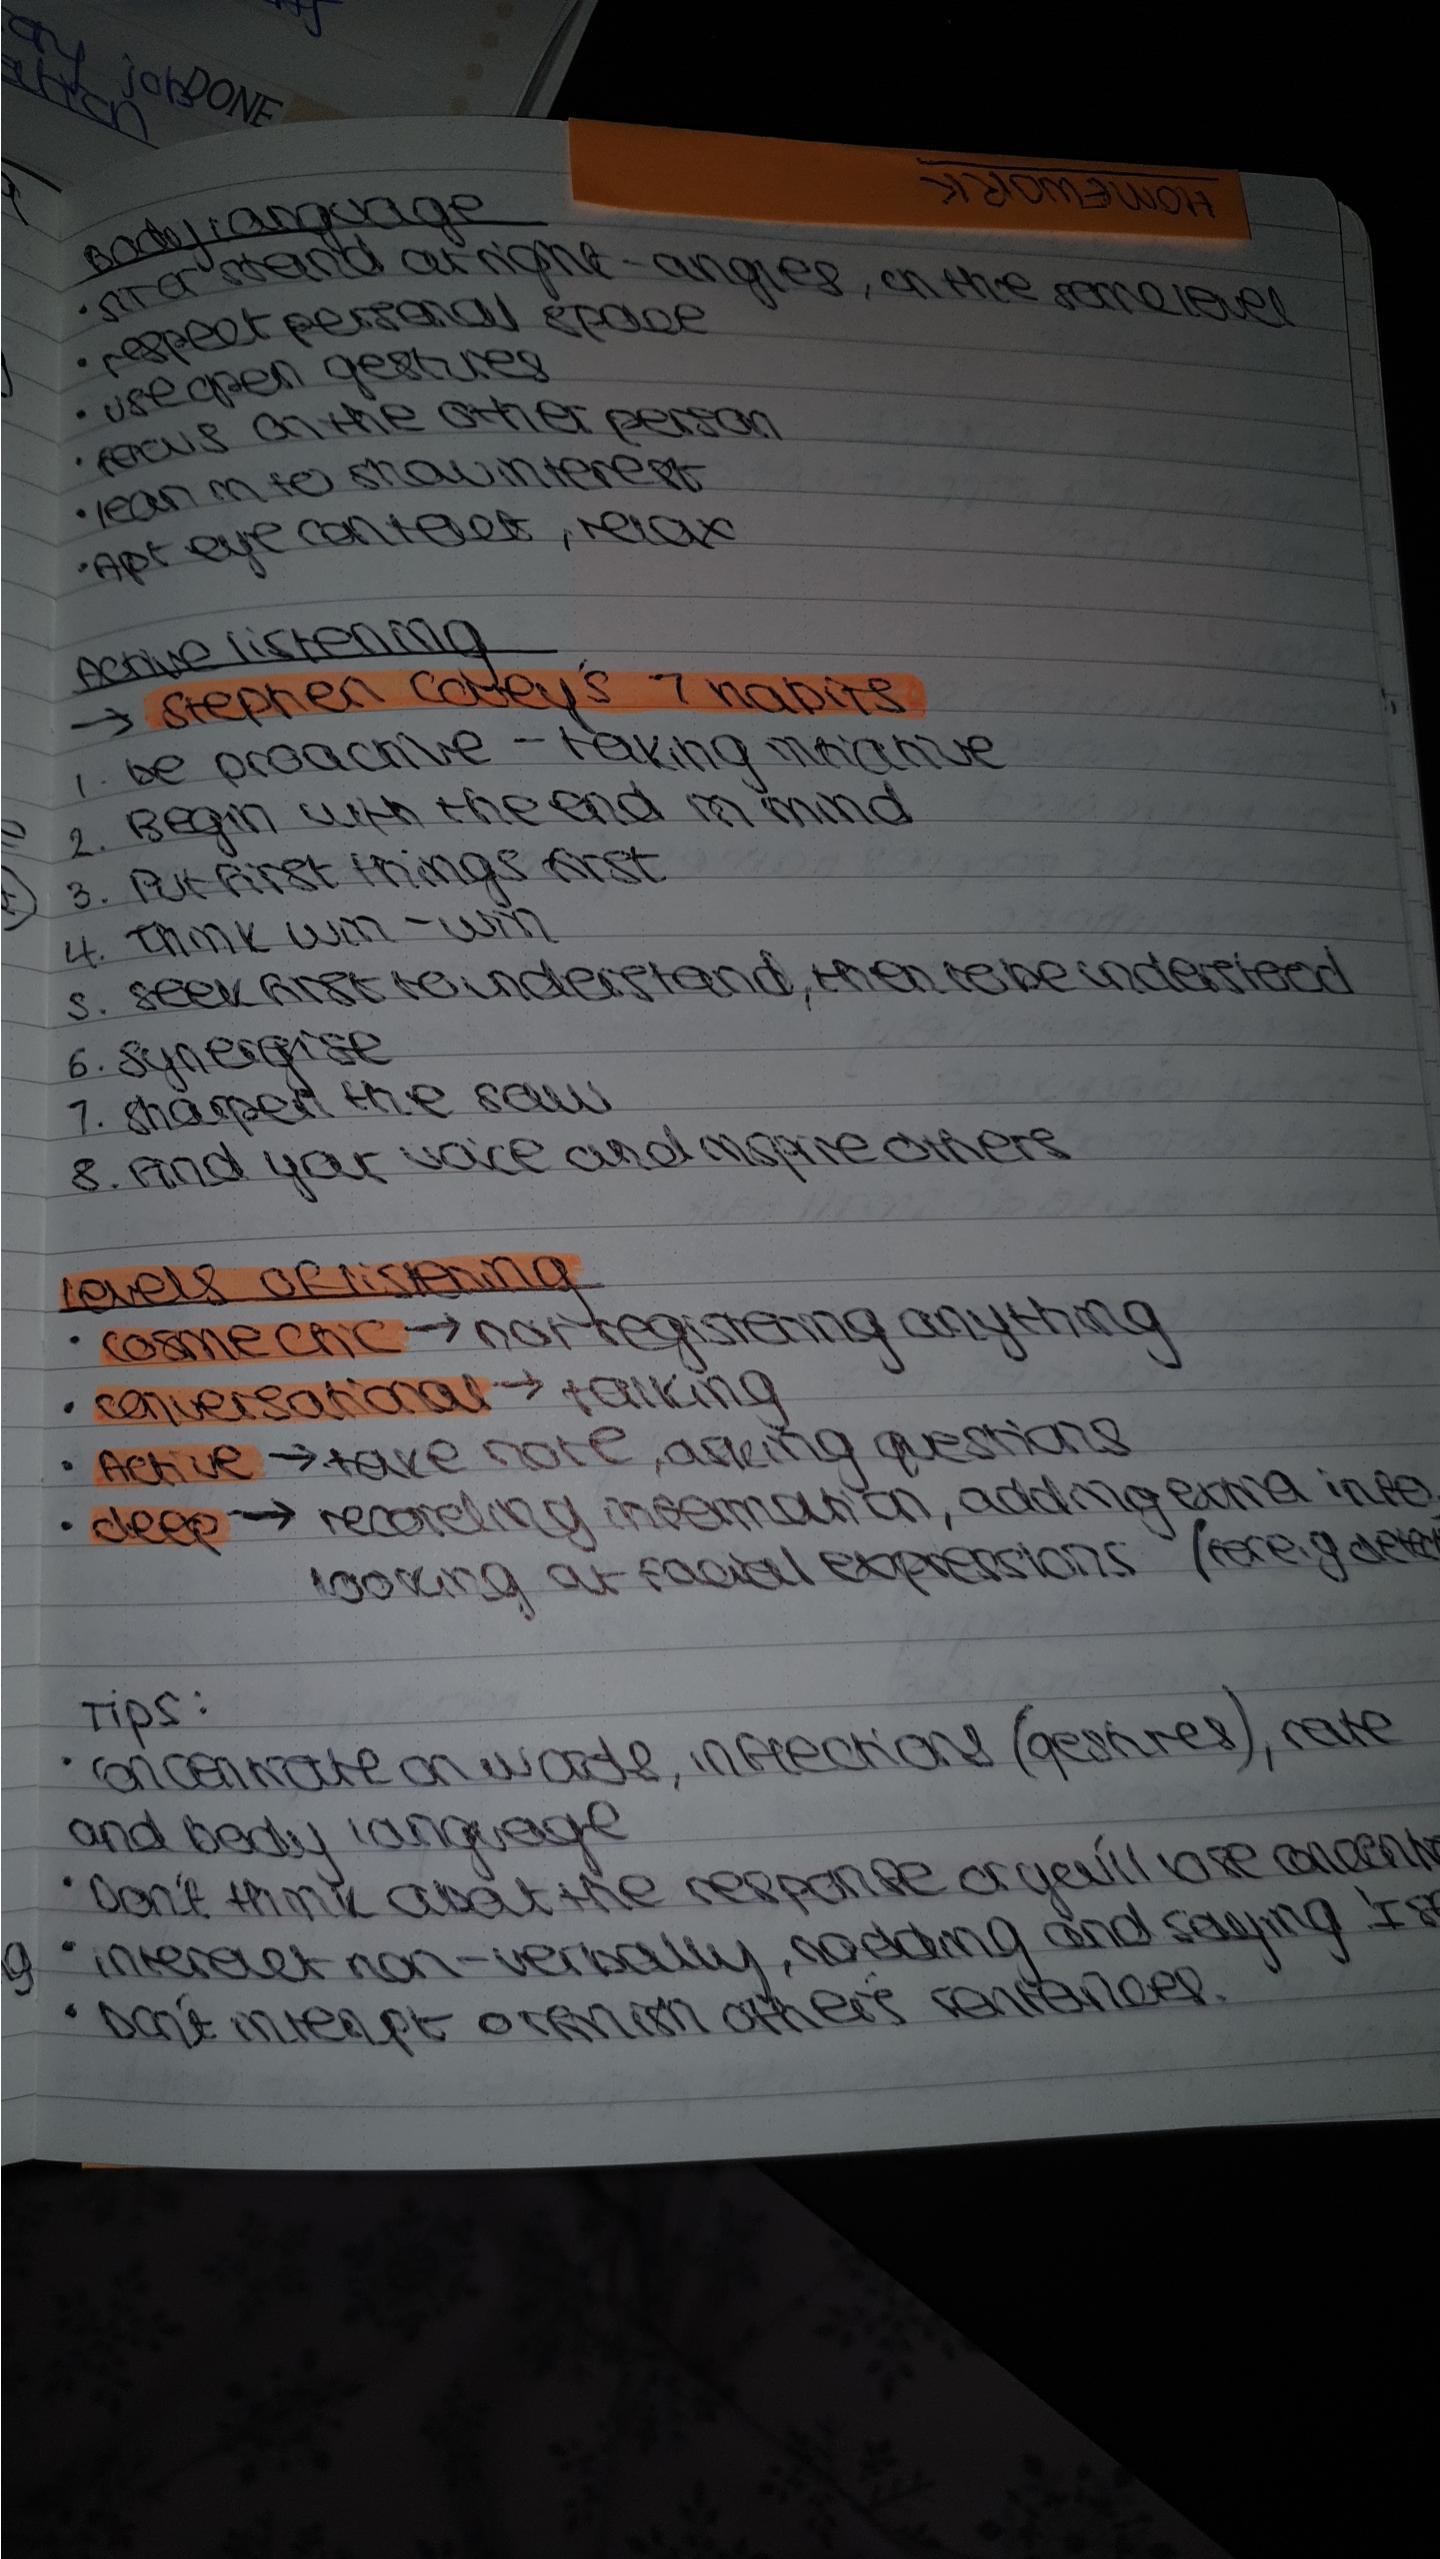 job DONE
HOMEWORK
Body language
• sit or stand at right-angles, on the same level
• respect personal space
• use open gestures
• focus on the other person
• lean in to show interest
• Apt eye contact, relax
Active listening
→ Stephen Covey's 7 habits
1. be proactive - taking initiative
2. Begin with the end in mind
3. Put first things first
4. Think win-win
5. seek first to understand, then to be understood
6. synergise
7. sharpen the saw
8. find your voice and inspire others
Levels of listening
• cosmetic → not registering anything
• conversational → talking
• Active → take note, asking questions
• deep → recording information, adding extra info,
looking at facial expressions (foreig
Tips:
• concentrate on words, inflections (gestures), rate
and body language
• Don't think about the response or you'll lose
• interact non-verbally, nodding and saying 'I
• Don't interupt or finish other's sentences.